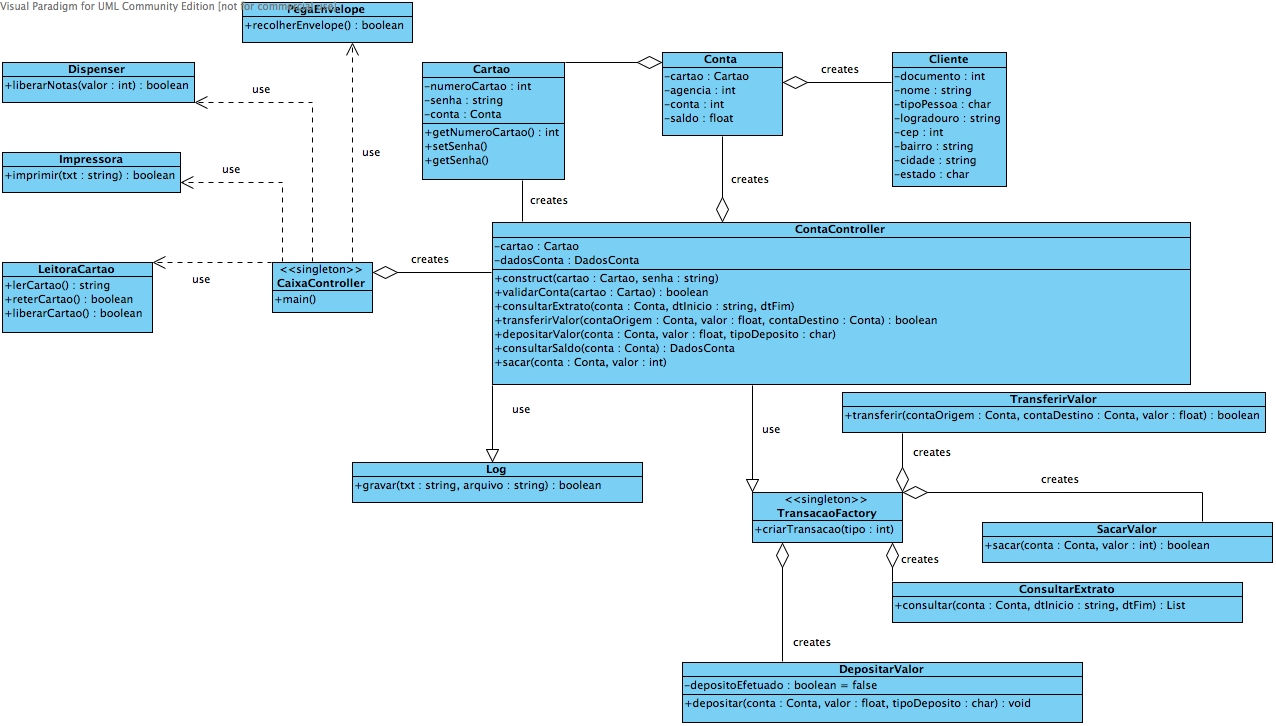 Visual Paradigm for UML Community Edition [not for commercial use]
PegaEnvelope
+recolherEnvelope() : boolean
Dispenser
+liberarNotas(valor : int) : boolean
use
Impressora
+imprimir(txt : string) : boolean
use
use
LeitoraCartao
+lerCartao() : string
+reterCartao() : boolean
+liberarCartao() : boolean
use
<<singleton>>
CaixaController
+main()
creates
Cartao
-numeroCartao : int
-senha : string
-conta : Conta
+getNumeroCartao() : int
+setSenha()
+getSenha()
creates
Conta
-cartao : Cartao
-agencia : int
-conta : int
-saldo : float
creates
creates
Cliente
-documento : int
-nome : string
-tipoPessoa : char
-logradouro : string
-cep : int
-bairro : string
-cidade : string
-estado : char
ContaController
-cartao : Cartao
-dadosConta : DadosConta
+construct(cartao : Cartao, senha : string)
+validarConta(cartao : Cartao) : boolean
+consultarExtrato(conta : Conta, dtInicio : string, dtFim)
+transferirValor(contaOrigem : Conta, valor : float, contaDestino : Conta) : boolean
+depositarValor(conta : Conta, valor : float, tipoDeposito : char)
+consultarSaldo(conta : Conta) : DadosConta
+sacar(conta : Conta, valor : int)
use
use
Log
+gravar(txt : string, arquivo : string) : boolean
TransferirValor
+transferir(contaOrigem : Conta, contaDestino : Conta, valor : float) : boolean
creates
creates
<<singleton>>
TransacaoFactory
+criarTransacao(tipo : int)
SacarValor
+sacar(conta : Conta, valor : int) : boolean
creates
ConsultarExtrato
+consultar(conta : Conta, dtInicio : string, dtFim) : List
creates
DepositarValor
-depositoEfetuado : boolean = false
+depositar(conta : Conta, valor : float, tipoDeposito : char) : void